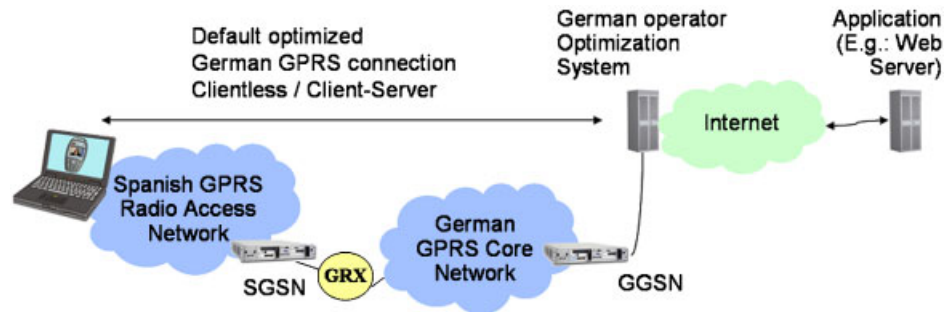 Default optimized
German GPRS connection
Clientless / Client-Server
German operator
Optimization
System
Application
(E.g.: Web
Server)
Internet
Spanish GPRS
Radio Access
Network
SGSN
GRX
German
GPRS Core
Network
GGSN